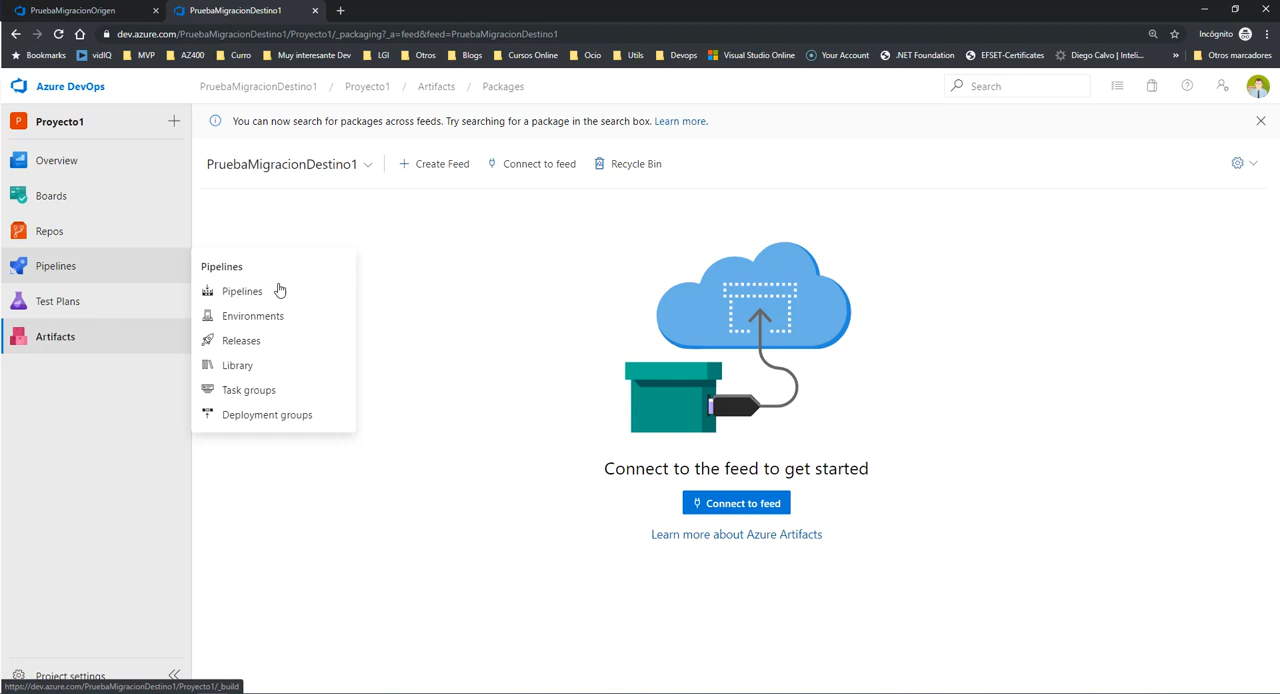 PruebaMigracionOrigen
PruebaMigracionDestino1
dev.azure.com/PruebaMigracionDestino1/Proyecto1/_packaging?_a=feed&feed=PruebaMigracionDestino1
Incógnito
Bookmarks vidIQ MVP AZ400 Curro Muy interesante Dev LGI Otros Blogs Cursos Online Ocio Utils Devops Visual Studio Online Your Account .NET Foundation EFSET-Certificates Diego Calvo | Inteli... » Otros marcadores
Azure DevOps
PruebaMigracionDestino1 / Proyecto1 / Artifacts / Packages
Search
P Proyecto1
You can now search for packages across feeds. Try searching for a package in the search box. Learn more.
Overview
Boards
Repos
Pipelines
Test Plans
Artifacts
PruebaMigracionDestino1
Create Feed
Connect to feed
Recycle Bin
Pipelines
Pipelines
Environments
Releases
Library
Task groups
Deployment groups
Connect to the feed to get started
Connect to feed
Learn more about Azure Artifacts
Project settings
https://dev.azure.com/PruebaMigracionDestino1/Proyecto1/_build